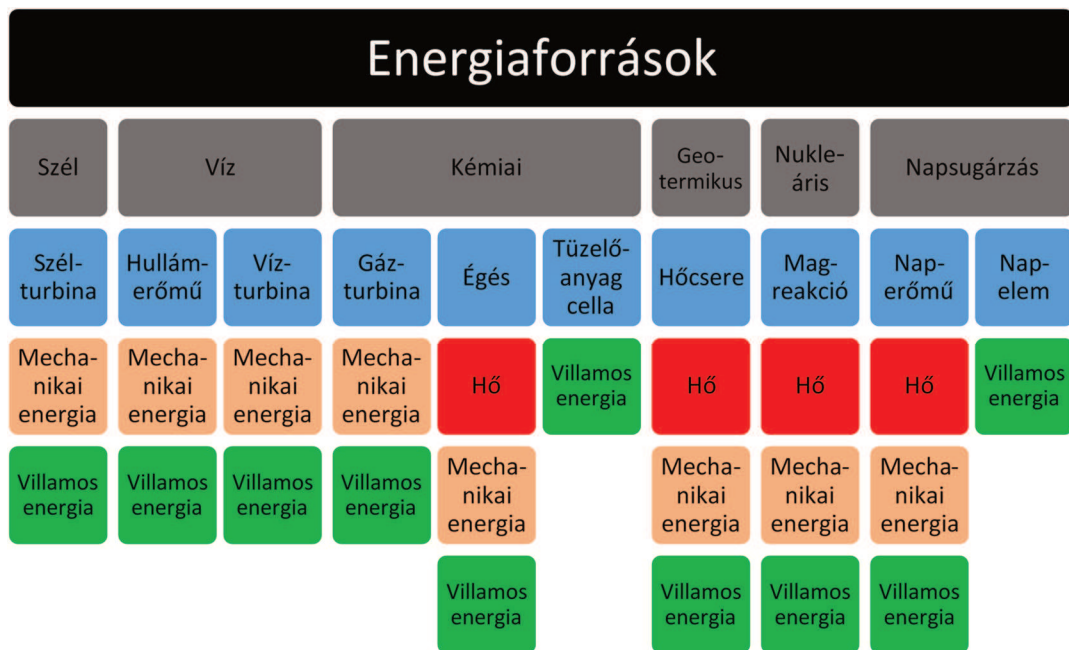 Energiaforrások
Szél
Víz
Kémiai
Geo-
termikus
Nukle-
áris
Napsugárzás
Szél-
turbina
Hullám-
erőmű
Víz-
turbina
Gáz-
turbina
Égés
Tüzelő-
anyag
cella
Hőcsere
Mag-
reakció
Nap-
erőmű
Nap-
elem
Mecha-
nikai
energia
Mecha-
nikai
energia
Mecha-
nikai
energia
Mecha-
nikai
energia
Hő
Villamos
energia
Hő
Hő
Hő
Villamos
energia
Villamos
energia
Villamos
energia
Villamos
energia
Villamos
energia
Mecha-
nikai
energia
Mecha-
nikai
energia
Mecha-
nikai
energia
Mecha-
nikai
energia
Villamos
energia
Villamos
energia
Villamos
energia
Villamos
energia